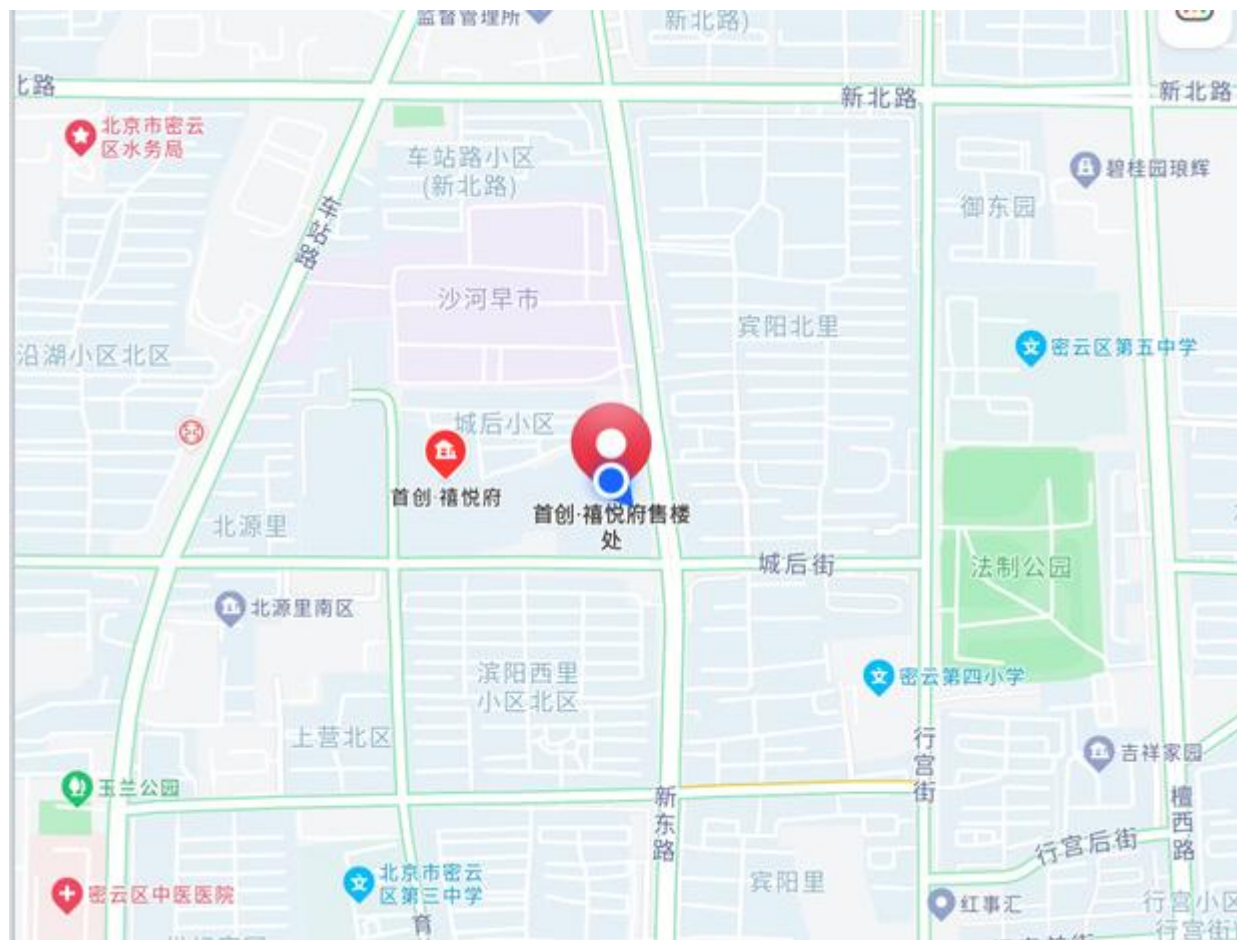 监督管理所
新北路)
匕路
新北路
新北路
北京市密云
区水务局
车站路小区
(新北路)
碧桂园琅辉
御东园
车站路
沙河早市
宾阳北里
沿湖小区北区
密云区第五中学
城后小区
首创·禧悦府
首创·禧悦府售楼
处
北源里
城后街
法制公园
北源里南区
滨阳西里
小区北区
密云第四小学
上营北区
行宫街
吉祥家园
玉兰公园
新东路
檀西路
行宫后街
北京市密云
区第三中学
宾阳里
密云区中医医院
红事汇
行宫小区
行宫街
育